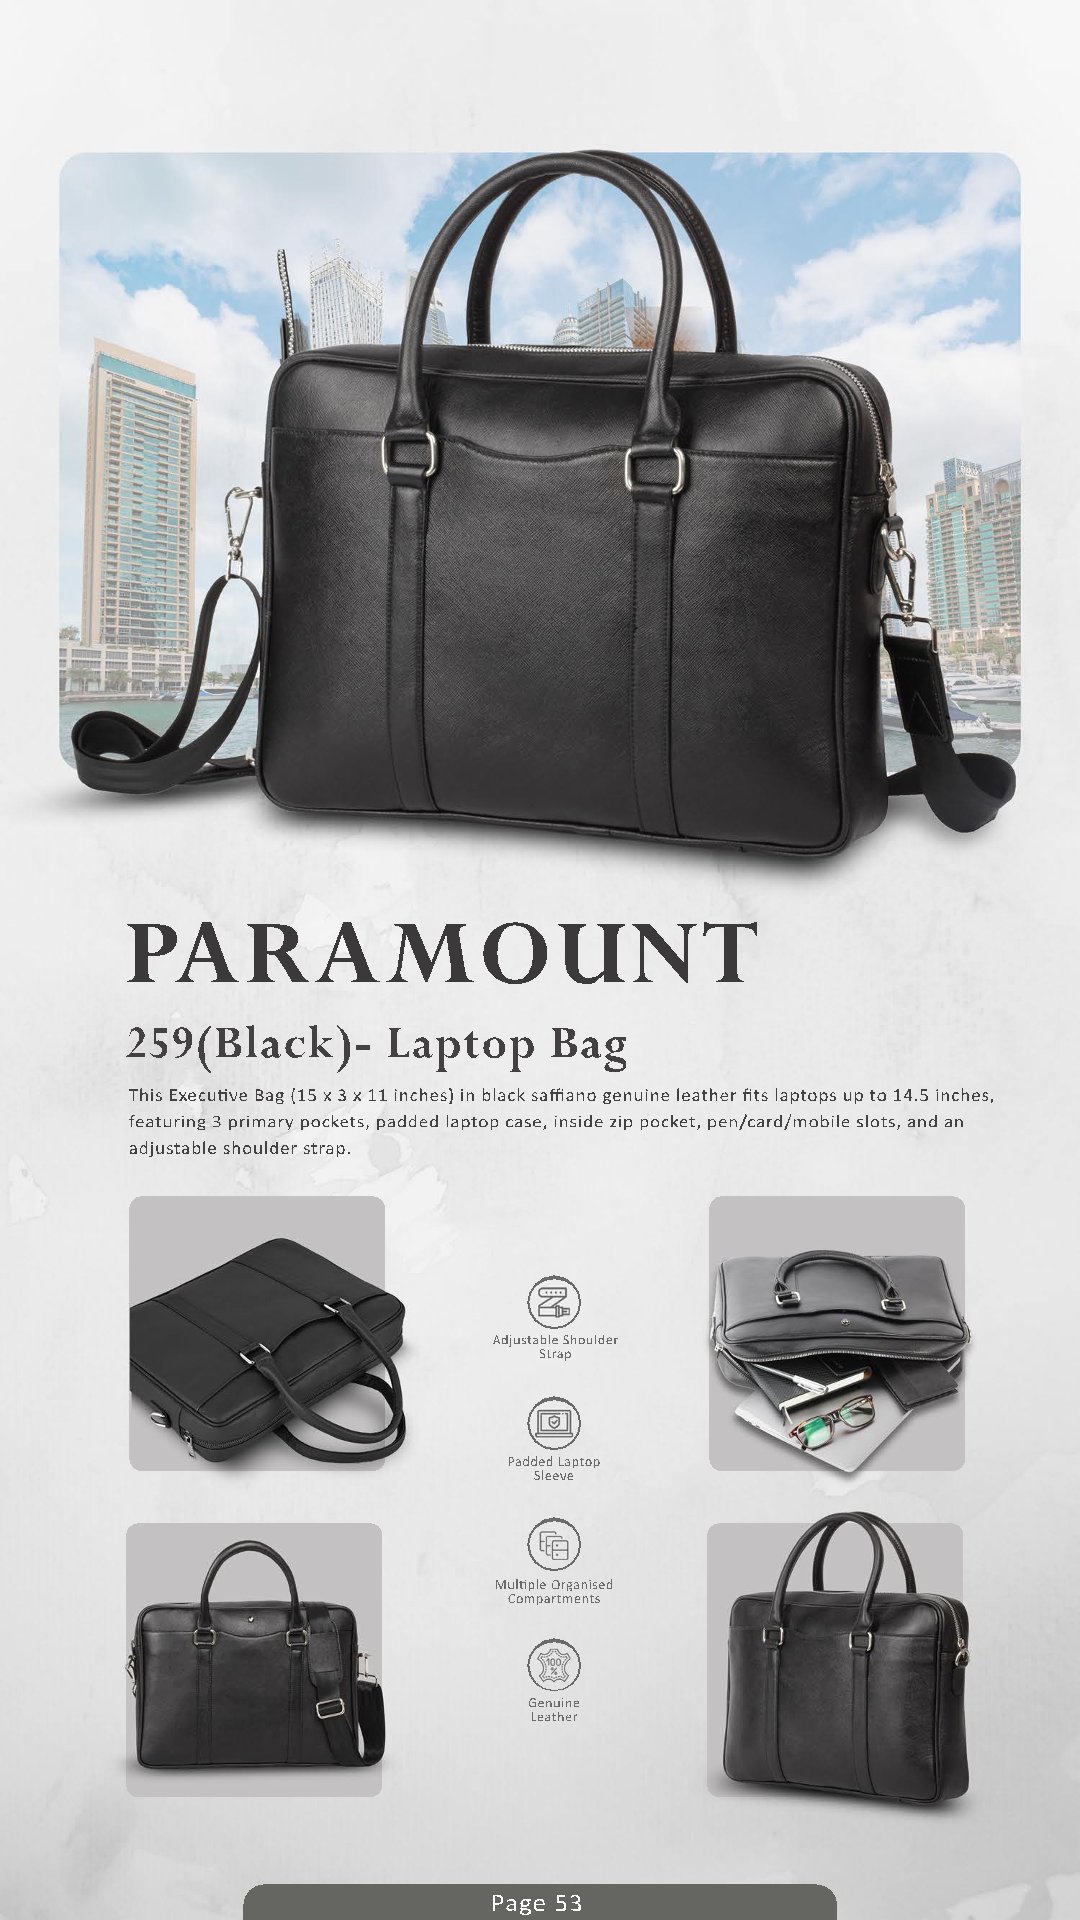 PARAMOUNT
259(Black)- Laptop Bag
This Executive Bag (15 x 3 x 11 inches) in black saffiano genuine leather fits laptops up to 14.5 inches,
featuring 3 primary pockets, padded laptop case, inside zip pocket, pen/card/mobile slots, and an
adjustable shoulder strap.
Adjustable Shoulder
Strap
Padded Laptop
Sleeve
Multiple Organised
Compartments
100
%
Genuine
Leather
Page 53